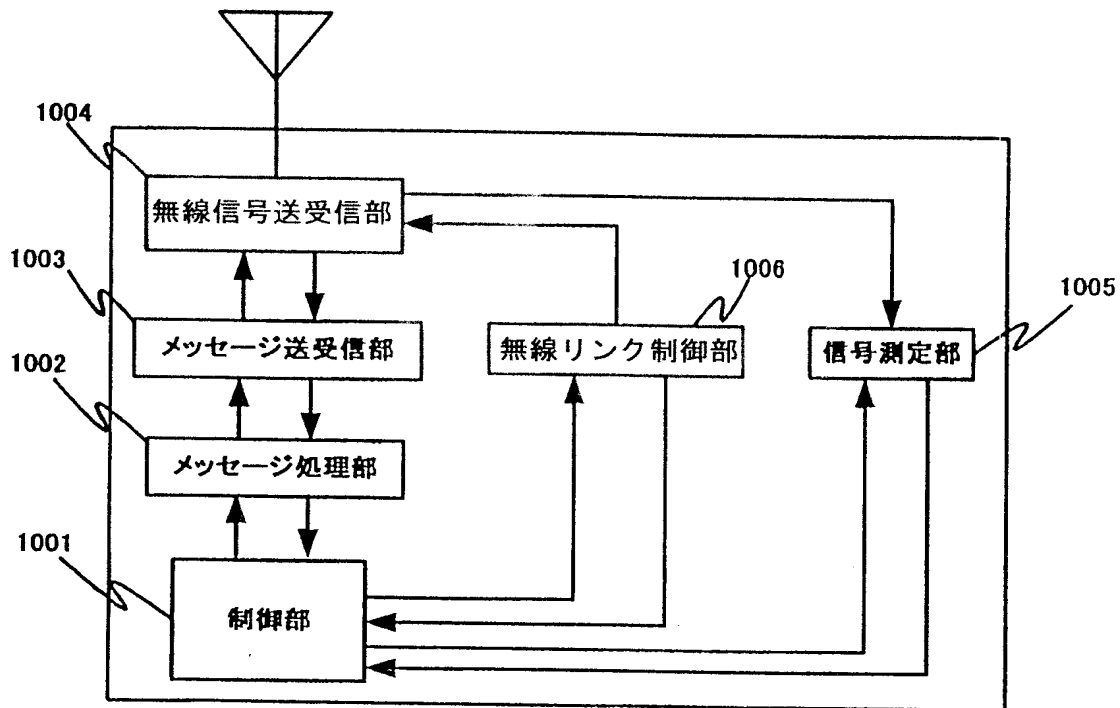 1004
無線信号送受信部
1003
メッセージ送受信部
1006
無線リンク制御部
1005
信号測定部
1002
メッセージ処理部
1001
制御部